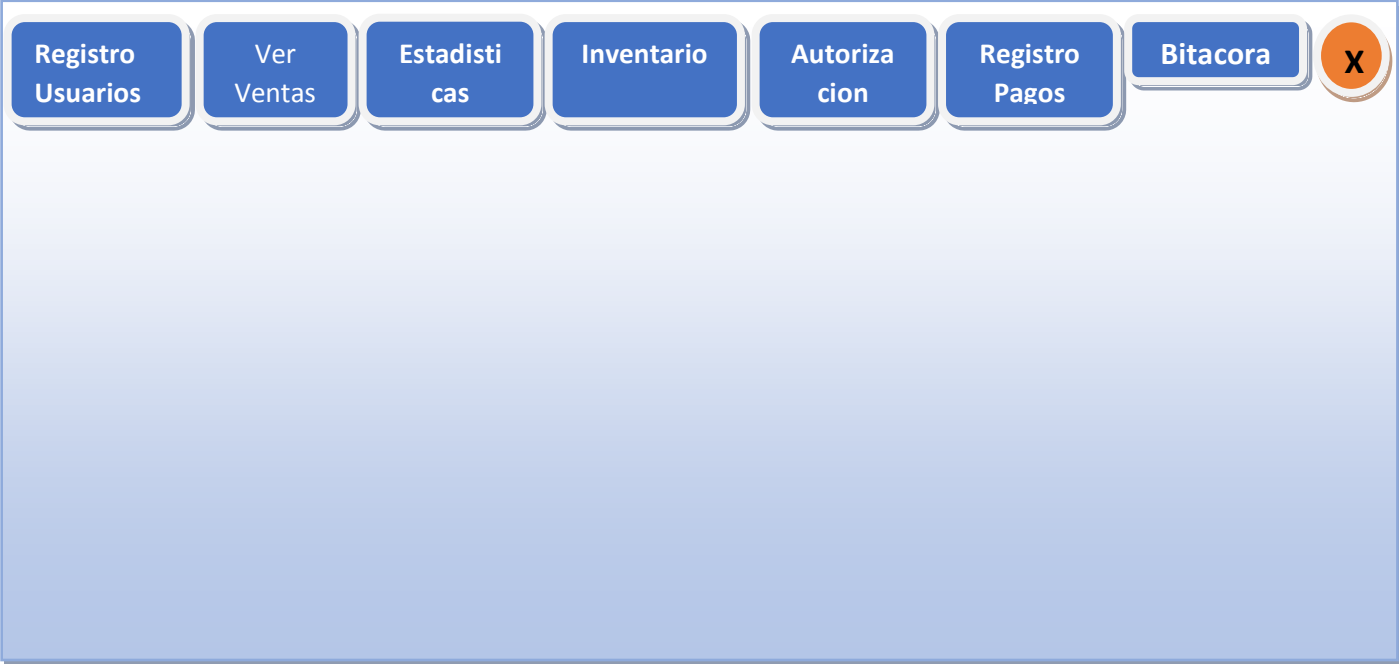 Registro
Usuarios
Ver
Ventas
Estadisti
cas
Inventario
Autoriza
cion
Registro
Pagos
Bitacora
X